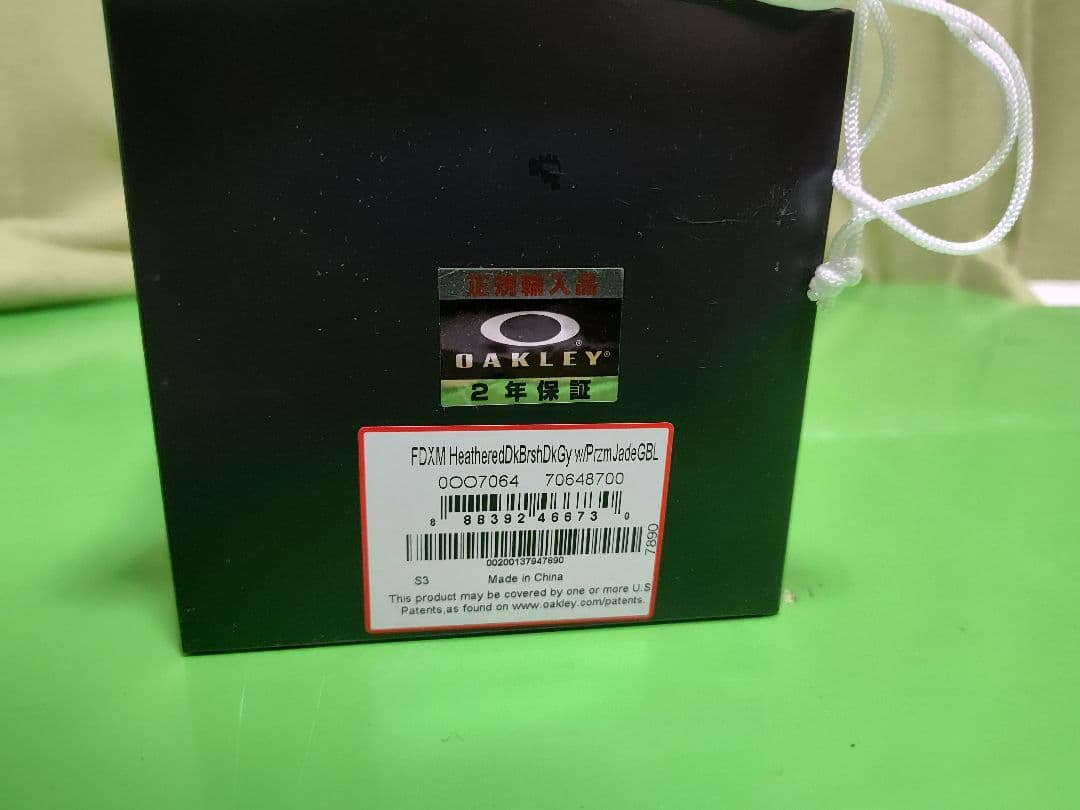 正規輸入品
OAKLEY®
2年保証
FDXM HeatheredDkBrshDkGy w/PrzmJadeGBL
0OO7064 70648700
8 88392 46673 0
00200137947890
7890
S3 Made in China
This product may be covered by one or more U.S
Patents,as found on www.oakley.com/patents.